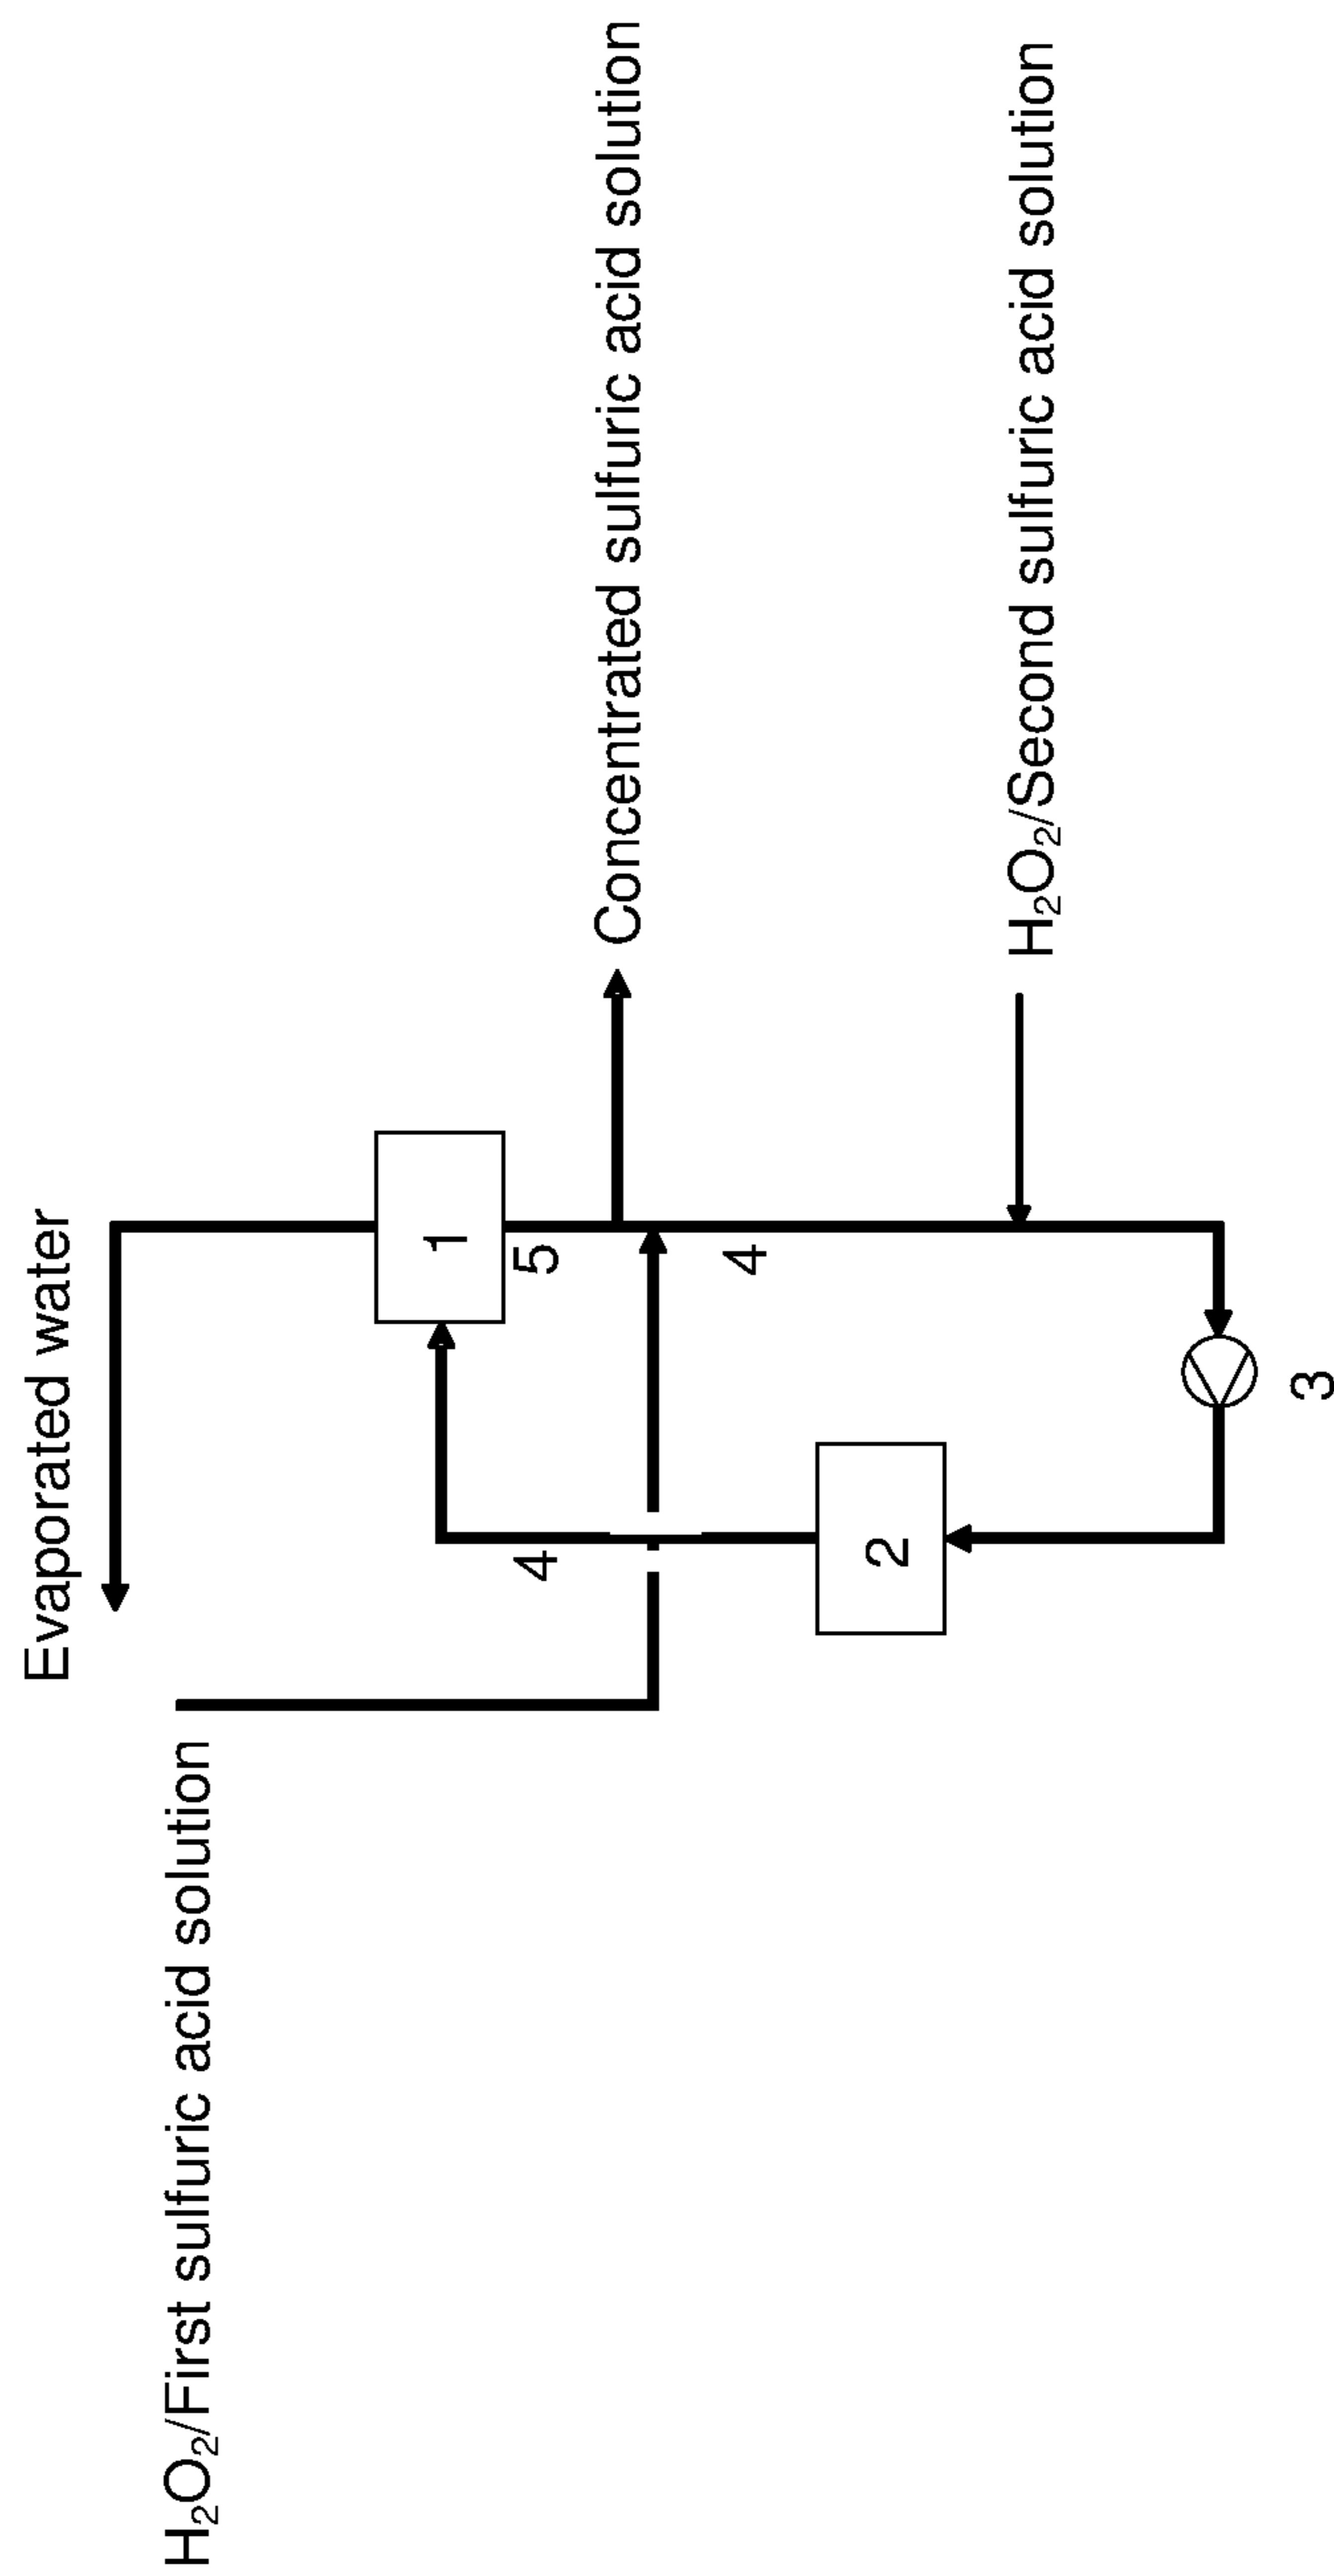 Evaporated water
H₂O₂/First sulfuric acid solution
1
5
Concentrated sulfuric acid solution
4
4
2
H₂O₂/Second sulfuric acid solution
3